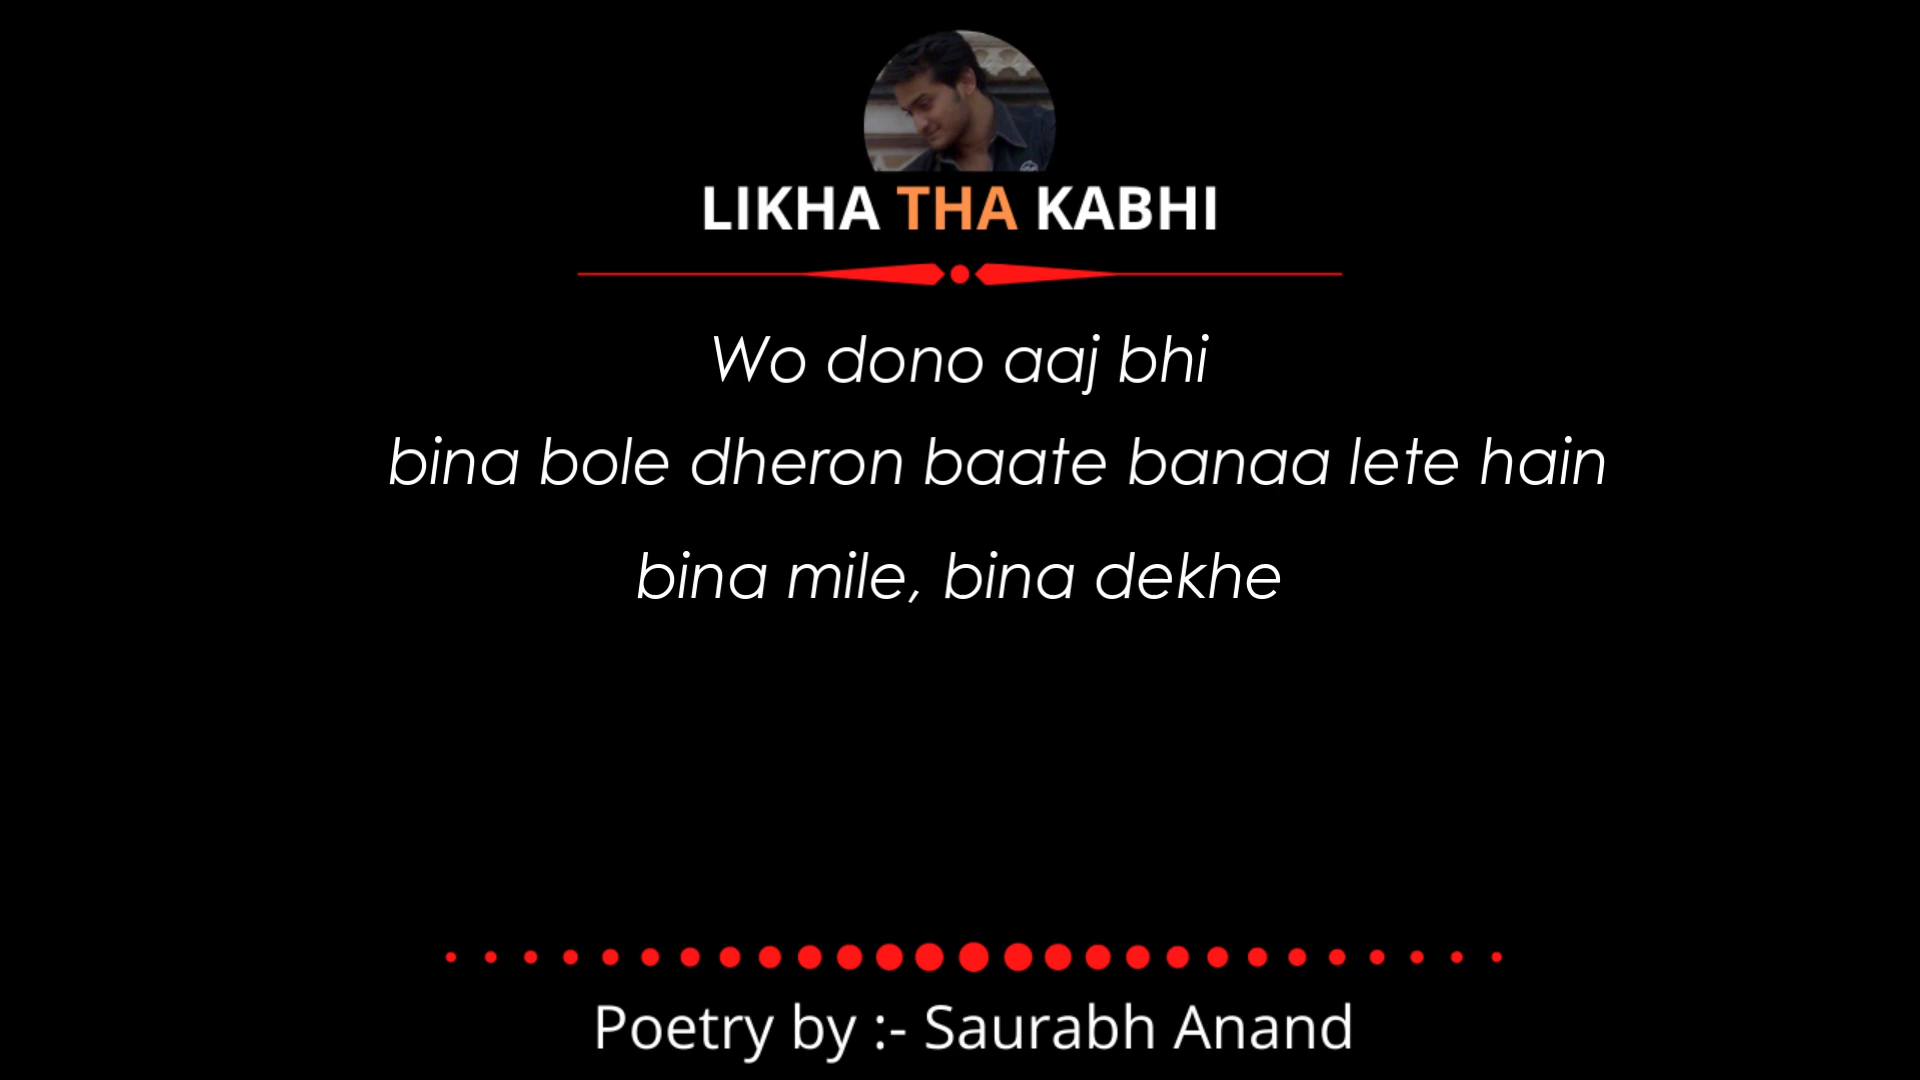 LIKHA THA KABHI
Wo dono aaj bhi
bina bole dheron baate banaa lete hain
bina mile, bina dekhe
Poetry by :- Saurabh Anand